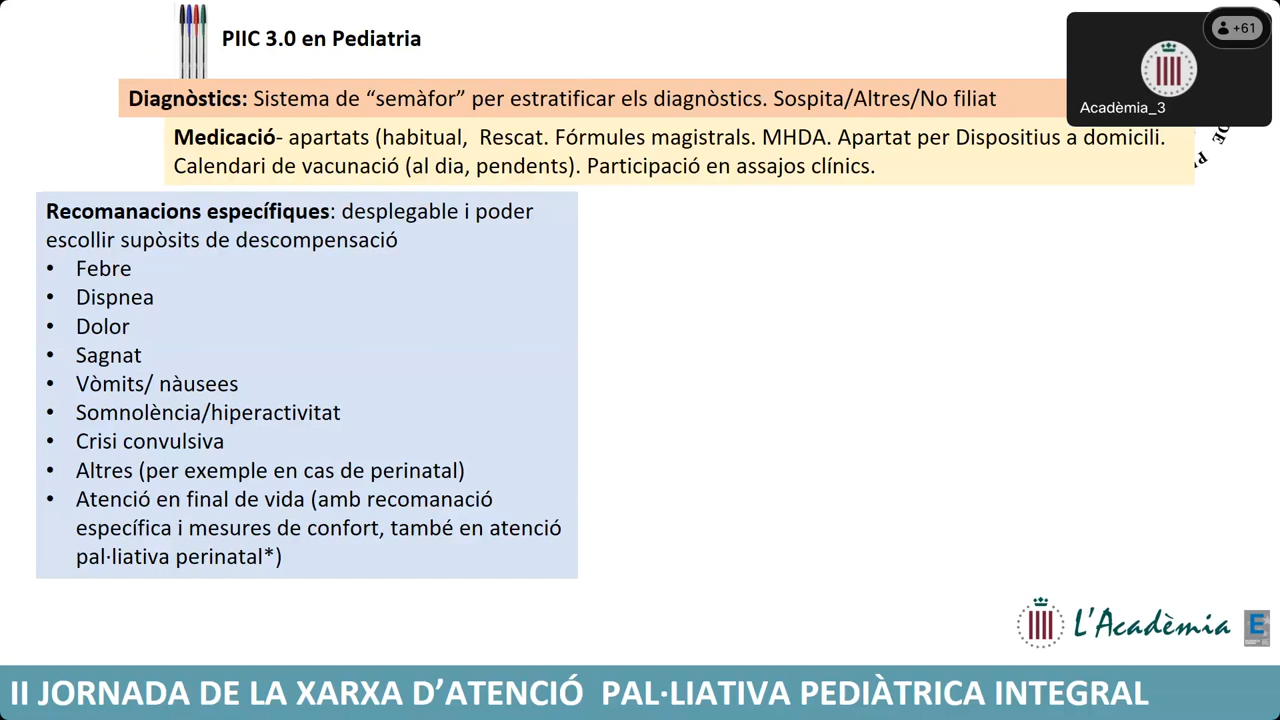 PIIC 3.0 en Pediatria
+61
Acadèmia_3
Diagnòstics: Sistema de “semàfor” per estratificar els diagnòstics. Sospita/Altres/No filiat
Medicació- apartats (habitual, Rescat. Fórmules magistrals. MHDA. Apartat per Dispositius a domicili.
Calendari de vacunació (al dia, pendents). Participació en assajos clínics.
Recomanacions específiques: desplegable i poder
escollir supòsits de descompensació
• Febre
• Dispnea
• Dolor
• Sagnat
• Vòmits/ nàusees
• Somnolència/hiperactivitat
• Crisi convulsiva
• Altres (per exemple en cas de perinatal)
• Atenció en final de vida (amb recomanació
específica i mesures de confort, també en atenció
pal·liativa perinatal*)
L'Acadèmia
E
II JORNADA DE LA XARXA D’ATENCIÓ PAL·LIATIVA PEDIÀTRICA INTEGRAL